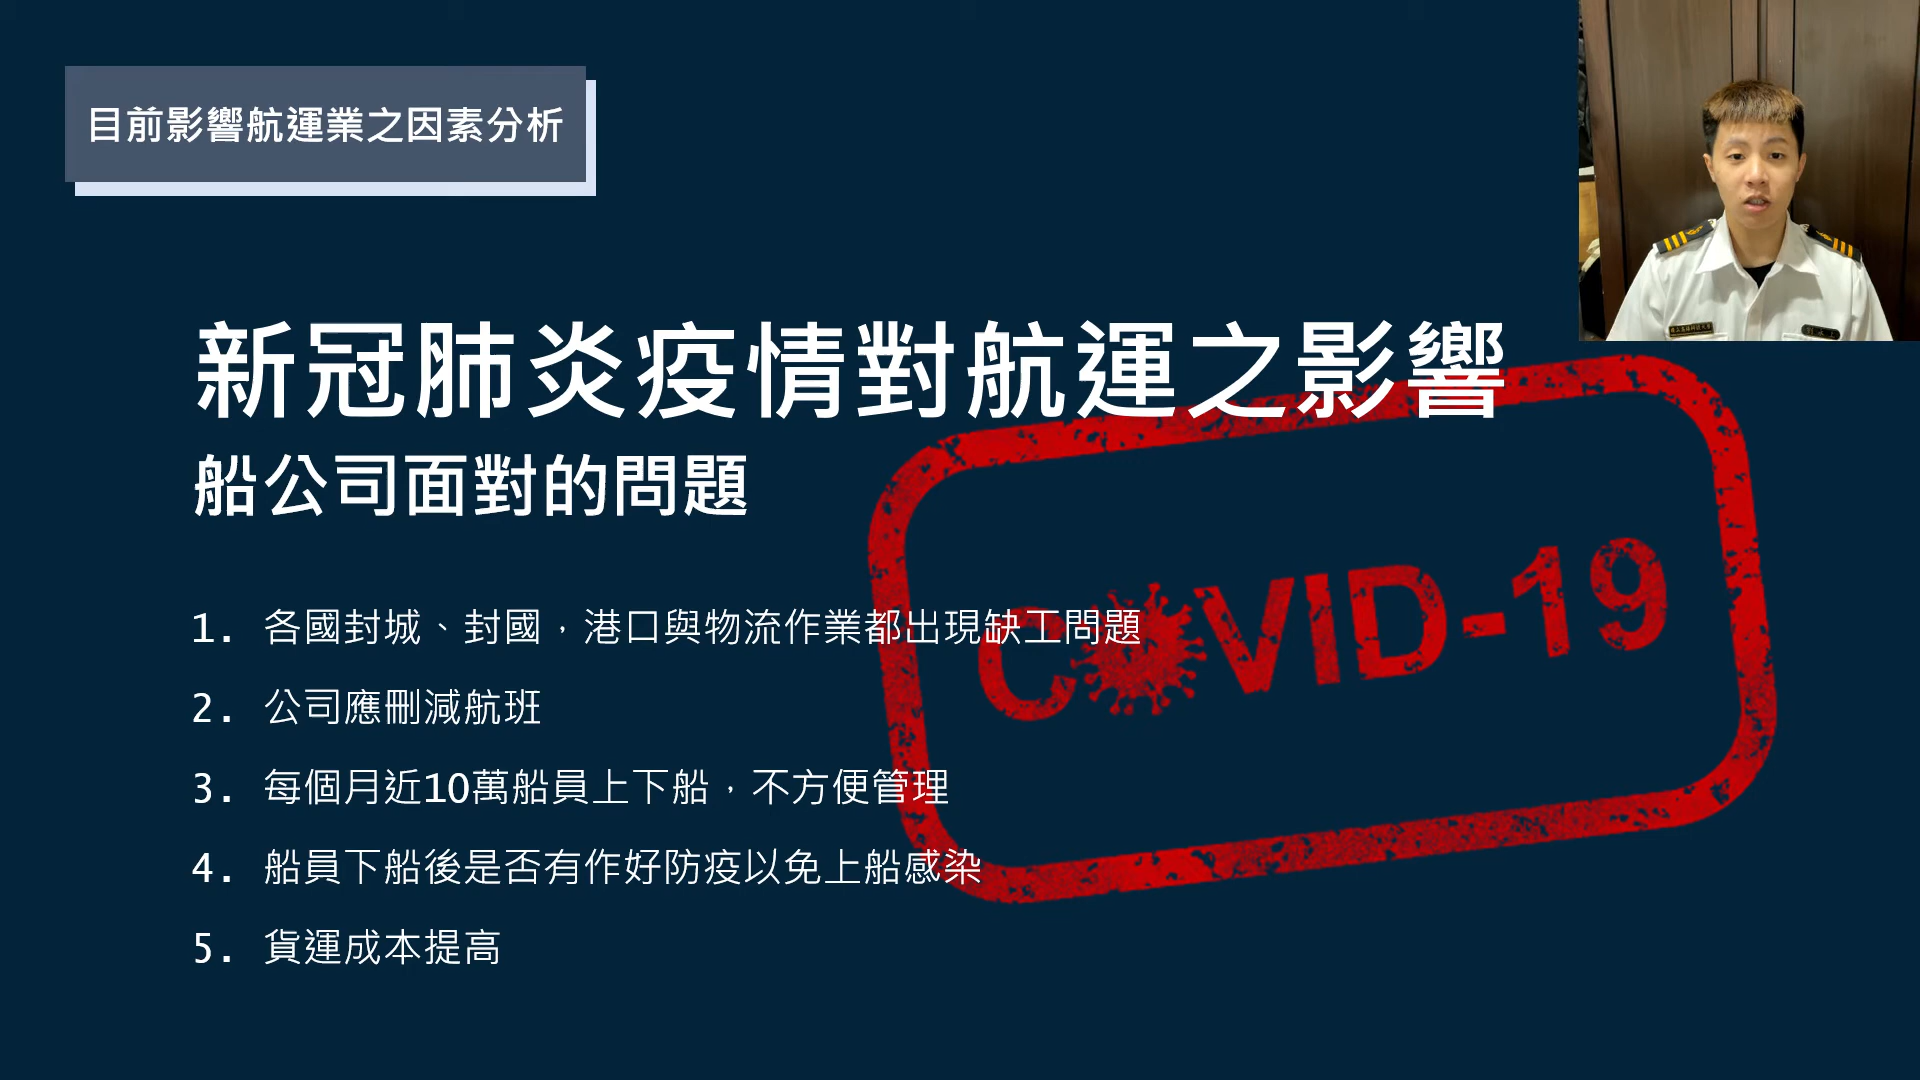 目前影響航運業之因素分析
新冠肺炎疫情對航運之影響
船公司面對的問題
1. 各國封城、封國，港口與物流作業都出現缺工問題
2. 公司應刪減航班
3. 每個月近10萬船員上下船，不方便管理
4. 船員下船後是否有作好防疫以免上船感染
5. 貨運成本提高
COVID-19